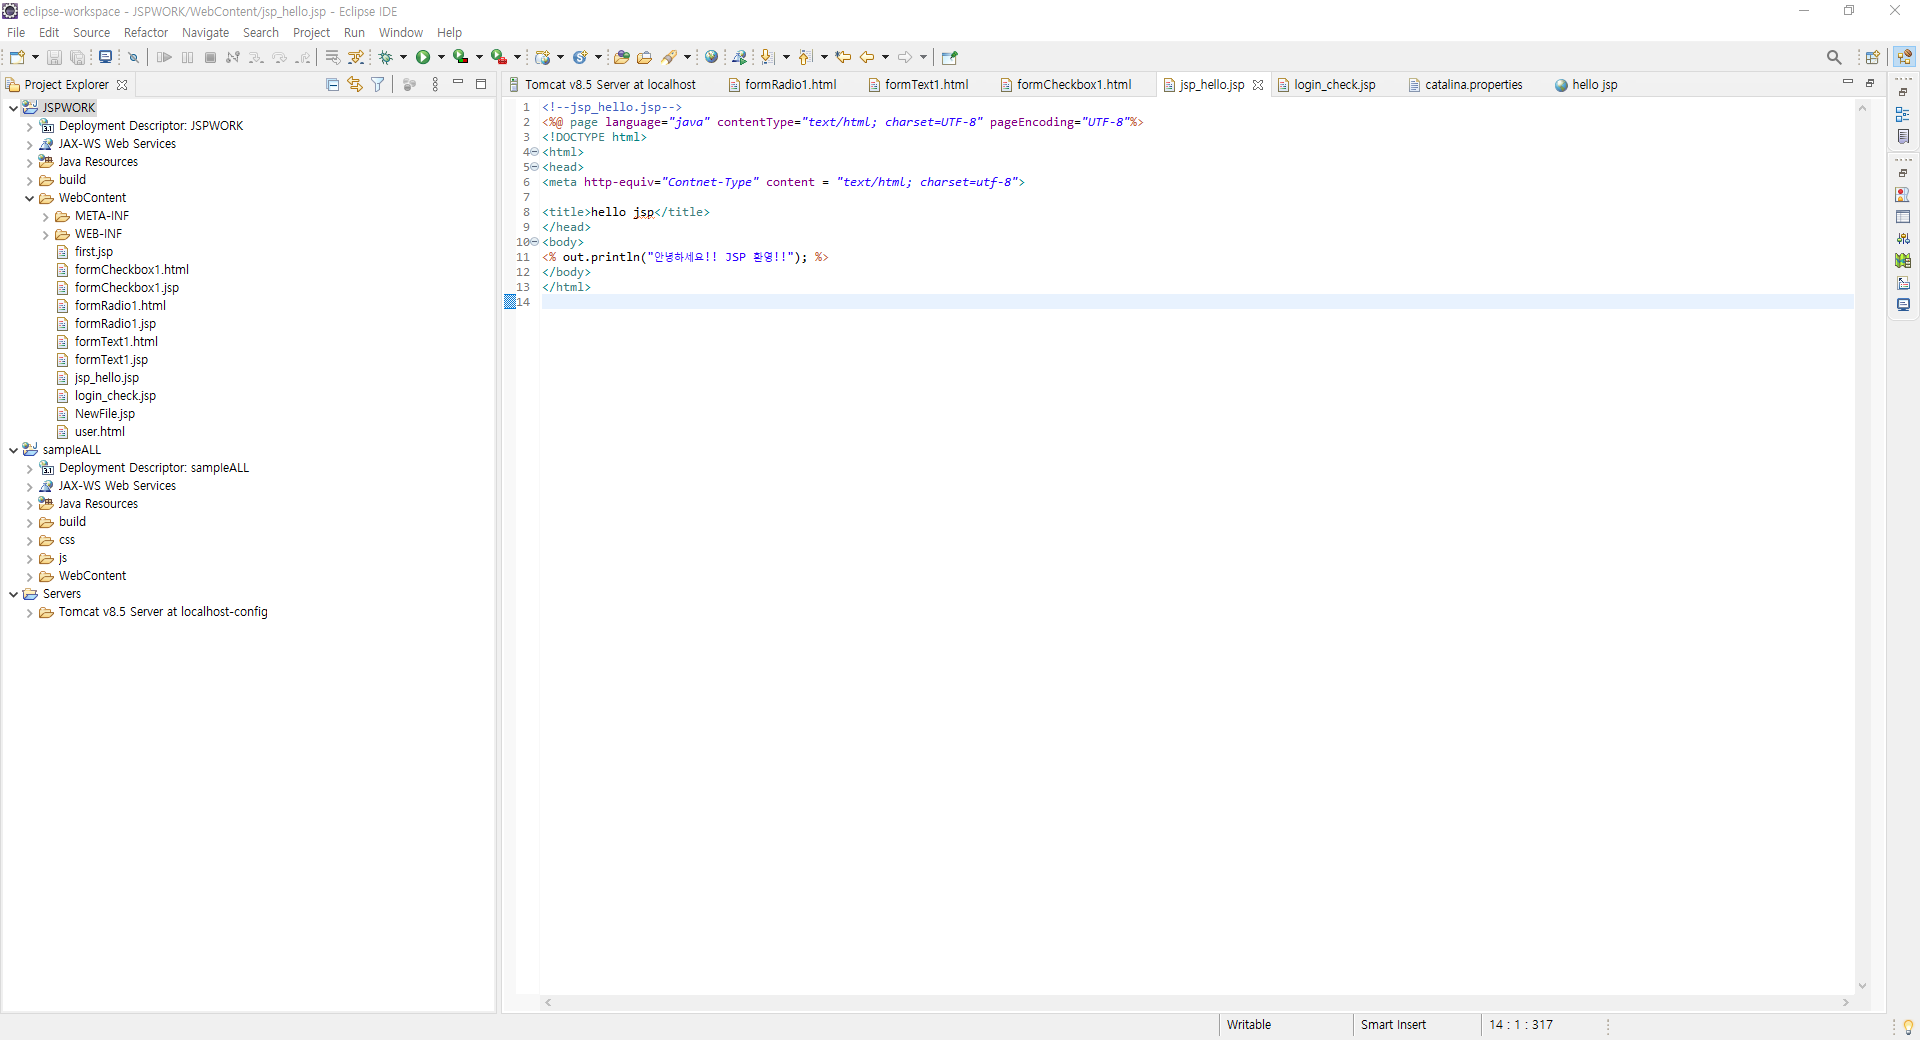 eclipse-workspace - JSPWORK/WebContent/jsp_hello.jsp - Eclipse IDE
File Edit Source Refactor Navigate Search Project Run Window Help
Project Explorer
JSPWORK
Deployment Descriptor: JSPWORK
JAX-WS Web Services
Java Resources
build
WebContent
META-INF
WEB-INF
first.jsp
formCheckbox1.html
formCheckbox1.jsp
formRadio1.html
formRadio1.jsp
formText1.html
formText1.jsp
jsp_hello.jsp
login_check.jsp
NewFile.jsp
user.html
sampleALL
Deployment Descriptor: sampleALL
JAX-WS Web Services
Java Resources
build
css
js
WebContent
Servers
Tomcat v8.5 Server at localhost-config
Tomcat v8.5 Server at localhost formRadio1.html formText1.html formCheckbox1.html jsp_hello.jsp login_check.jsp catalina.properties hello jsp
1 <!--jsp_hello.jsp-->
2 <%@ page language="java" contentType="text/html; charset=UTF-8" pageEncoding="UTF-8"%>
3 <!DOCTYPE html>
4 <html>
5 <head>
6 <meta http-equiv="Contnet-Type" content = "text/html; charset=utf-8">
7
8 <title>hello jsp</title>
9 </head>
10 <body>
11 <% out.println("안녕하세요!! JSP 환영!!"); %>
12 </body>
13 </html>
14
Writable Smart Insert 14 : 1 : 317